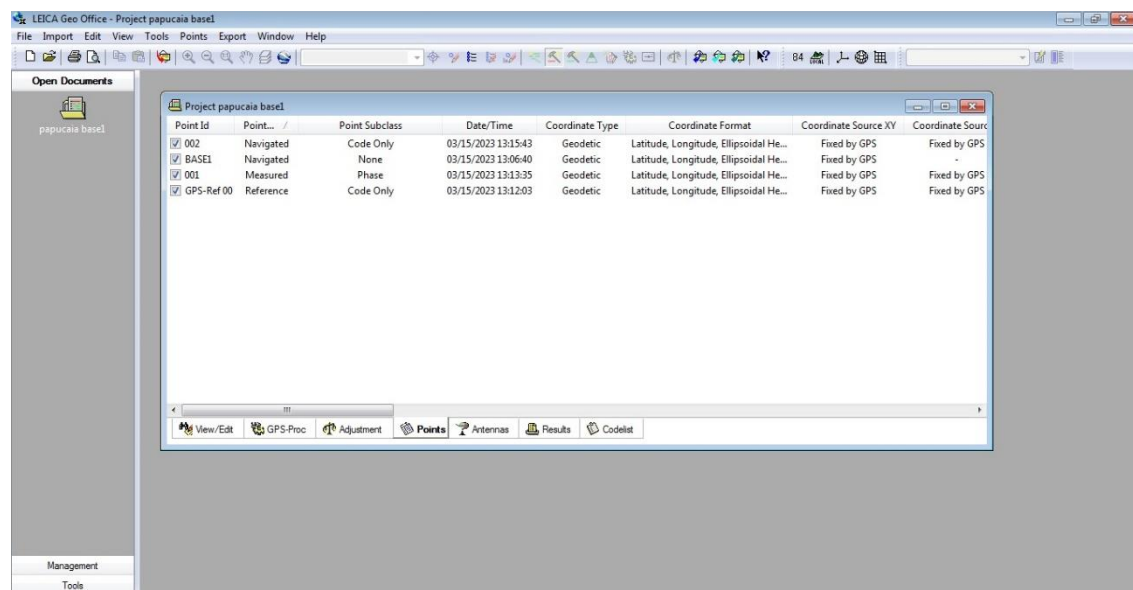 LEICA Geo Office - Project papucaia base1
File Import Edit View Tools Points Export Window Help
84
Open Documents
papucaia base1
Project papucaia base1
Point Id Point... Point Subclass Date/Time Coordinate Type Coordinate Format Coordinate Source XY Coordinate Sourc
002 Navigated Code Only 03/15/2023 13:15:43 Geodetic Latitude, Longitude, Ellipsoidal He... Fixed by GPS Fixed by GPS
BASE1 Navigated None 03/15/2023 13:06:40 Geodetic Latitude, Longitude, Ellipsoidal He... Fixed by GPS -
001 Measured Phase 03/15/2023 13:13:35 Geodetic Latitude, Longitude, Ellipsoidal He... Fixed by GPS Fixed by GPS
GPS-Ref 00 Reference Code Only 03/15/2023 13:12:03 Geodetic Latitude, Longitude, Ellipsoidal He... Fixed by GPS Fixed by GPS
View/Edit GPS-Proc Adjustment Points Antennas Results Codelist
Management
Tools